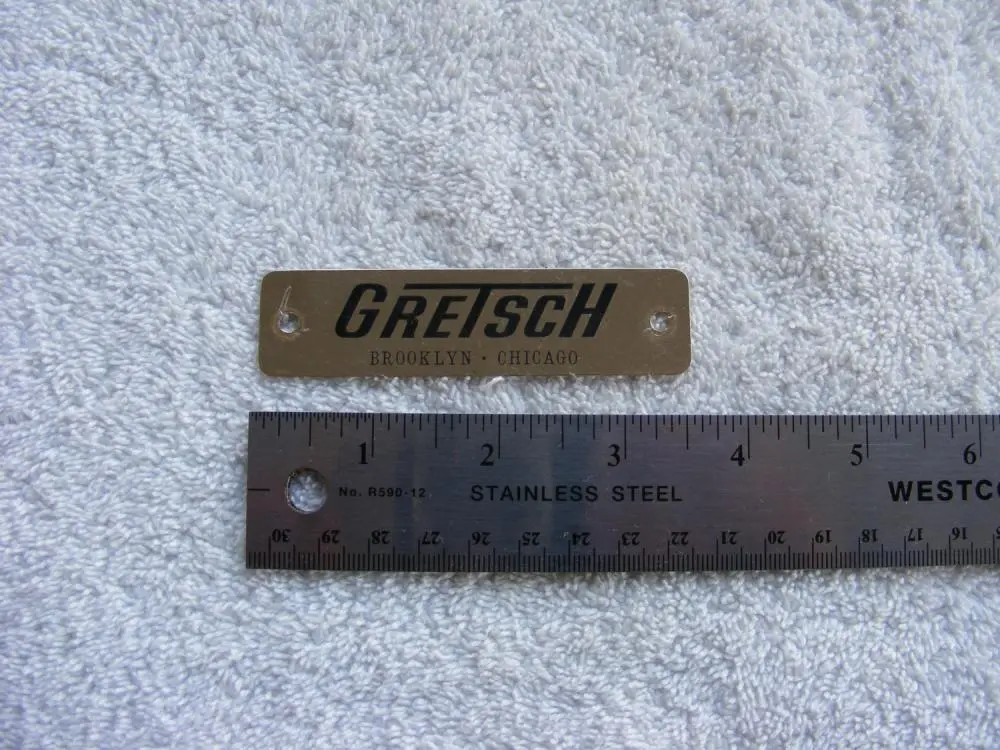 GRETSCH
BROOKLYN · CHICAGO
1 2 3 4 5 6
No. R590-12 STAINLESS STEEL WESTCO
30 29 28 27 26 25 24 23 22 21 20 19 18 17 16